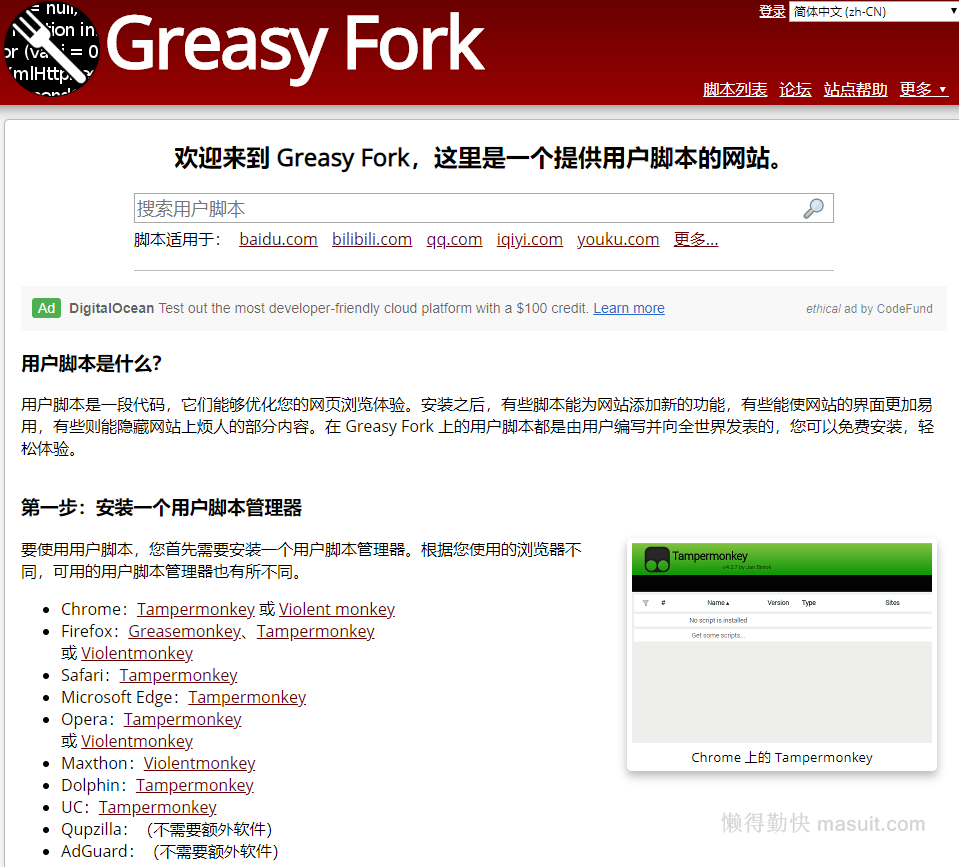 = null,
tion in
or (va i = 0
XmlHttp
cond
Greasy Fork
登录 简体中文 (zh-CN)
脚本列表 论坛 站点帮助 更多
欢迎来到 Greasy Fork，这里是一个提供用户脚本的网站。
搜索用户脚本
脚本适用于： baidu.com bilibili.com qq.com iqiyi.com youku.com 更多...
Ad DigitalOcean Test out the most developer-friendly cloud platform with a $100 credit. Learn more ethical ad by CodeFund
用户脚本是什么？
用户脚本是一段代码，它们能够优化您的网页浏览体验。安装之后，有些脚本能为网站添加新的功能，有些能使网站的界面更加易
用，有些则能隐藏网站上烦人的部分内容。在 Greasy Fork 上的用户脚本都是由用户编写并向全世界发表的，您可以免费安装，轻
松体验。
第一步：安装一个用户脚本管理器
要使用用户脚本，您首先需要安装一个用户脚本管理器。根据您使用的浏览器不
同，可用的用户脚本管理器也有所不同。
Chrome：Tampermonkey 或 Violent monkey
Firefox：Greasemonkey、Tampermonkey
或 Violentmonkey
Safari：Tampermonkey
Microsoft Edge：Tampermonkey
Opera：Tampermonkey
或 Violentmonkey
Maxthon：Violentmonkey
Dolphin：Tampermonkey
UC：Tampermonkey
Qupzilla：（不需要额外软件）
AdGuard：（不需要额外软件）
Tampermonkey
by Jan Biniok
# Name Version Type Sites
No script is installed
Get some scripts...
Chrome 上的 Tampermonkey
懒得勤快 masuit.com